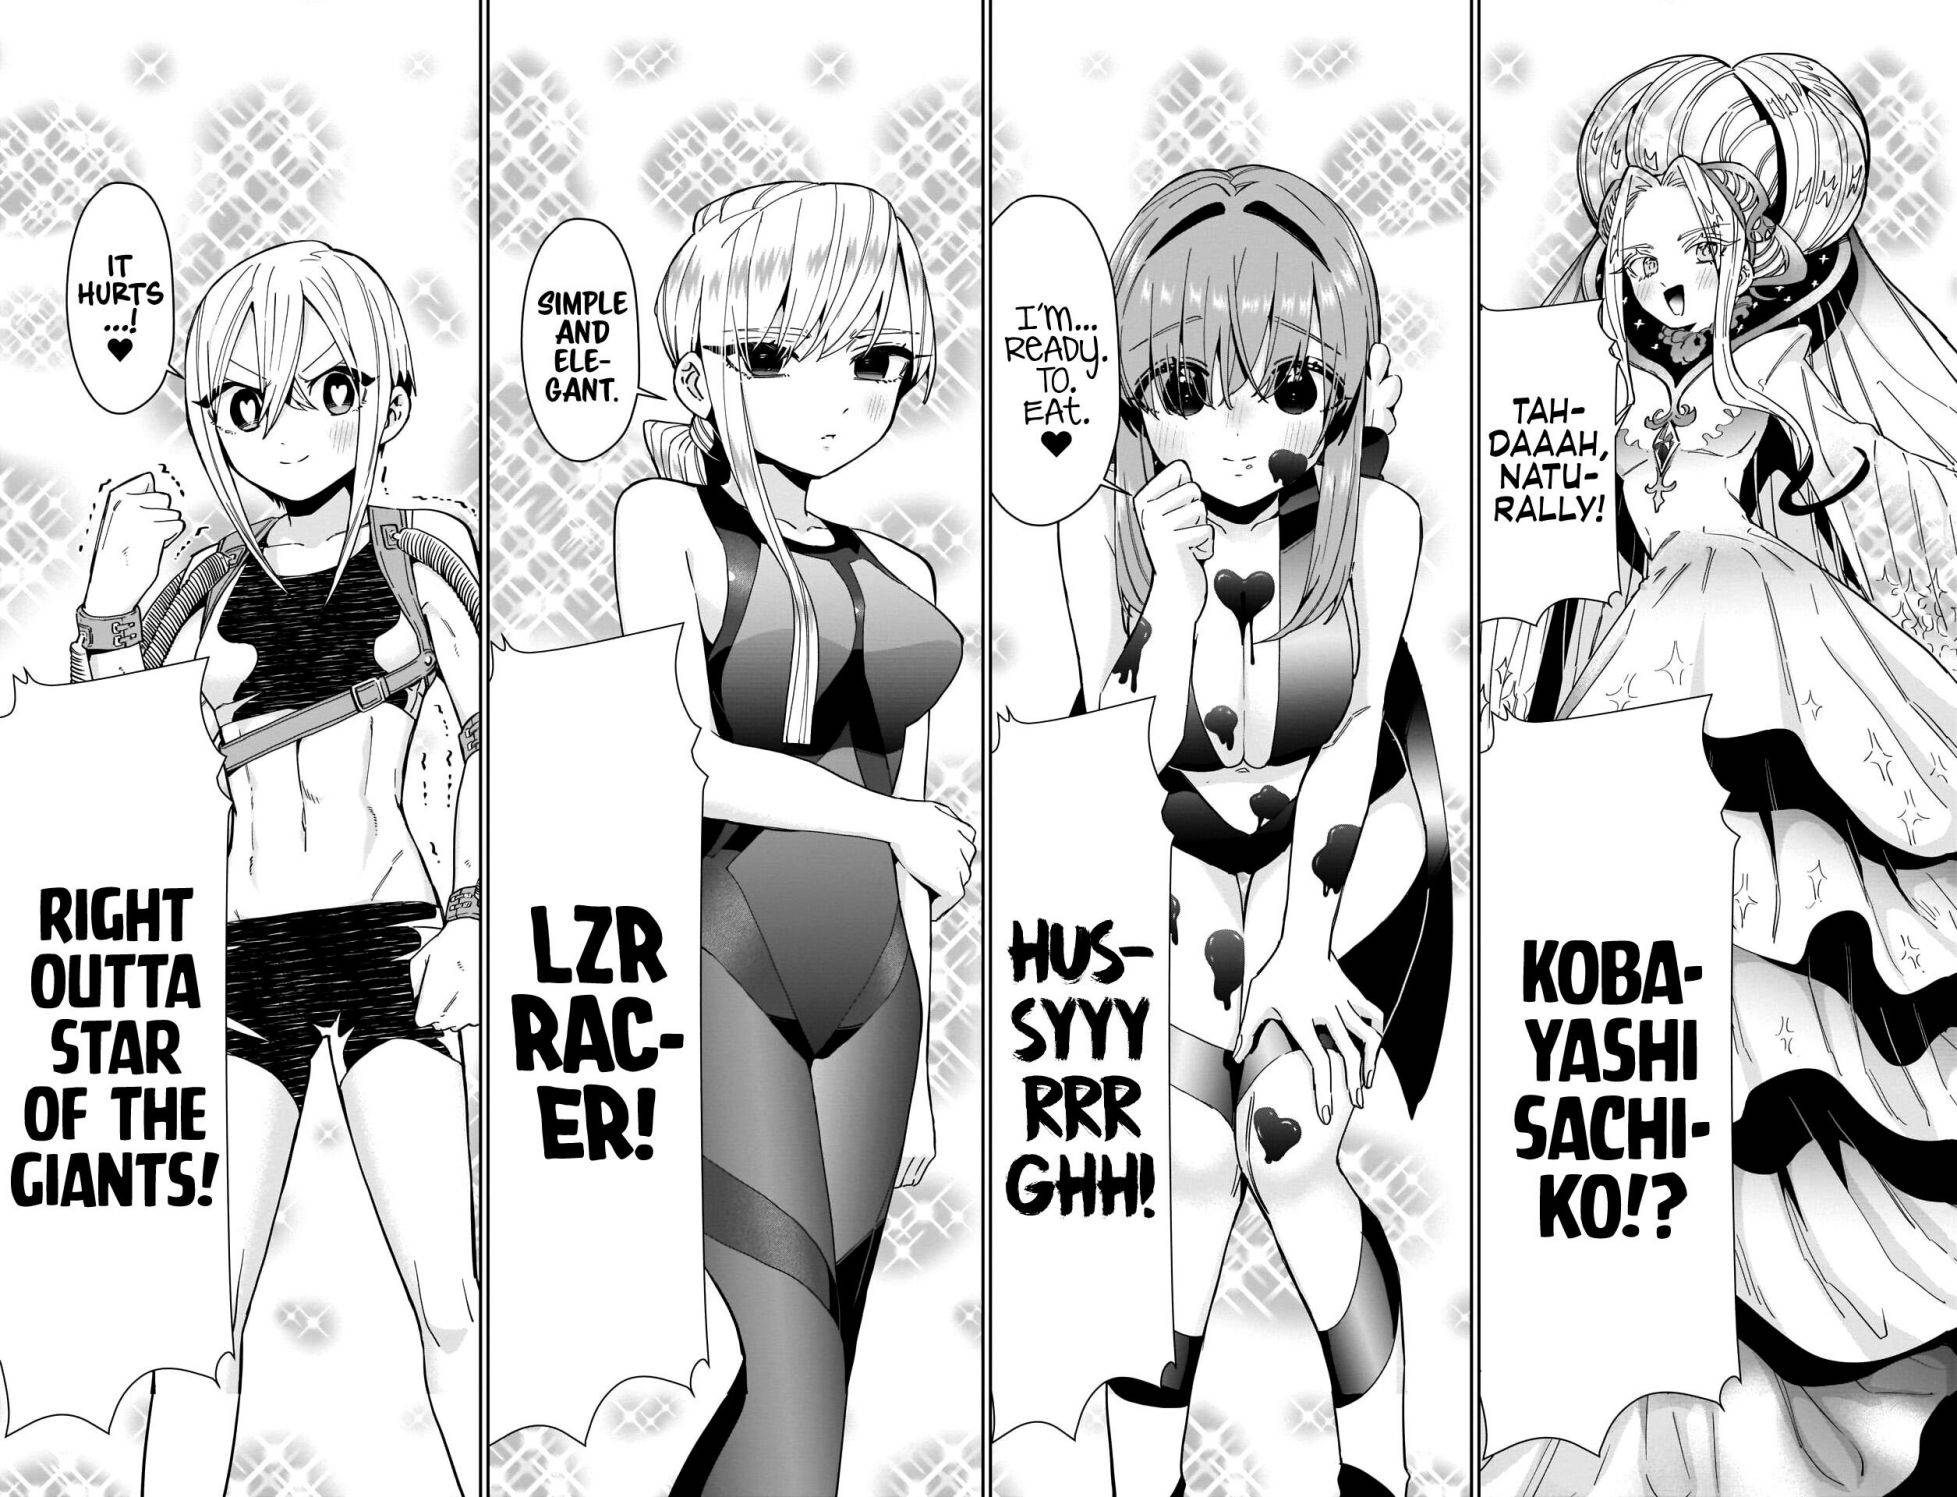 TAH-
DAAAH,
NATU-
RALLY!
KOBA-
YASHI
SACHI-
KO!?
I'M...
READY.
TO.
EAT.
♥
HUS-
SYYY
RRR
GHH!
SIMPLE
AND
ELE-
GANT.
LZR
RAC-
ER!
IT
HURTS
...!
♥
RIGHT
OUTTA
STAR
OF THE
GIANTS!